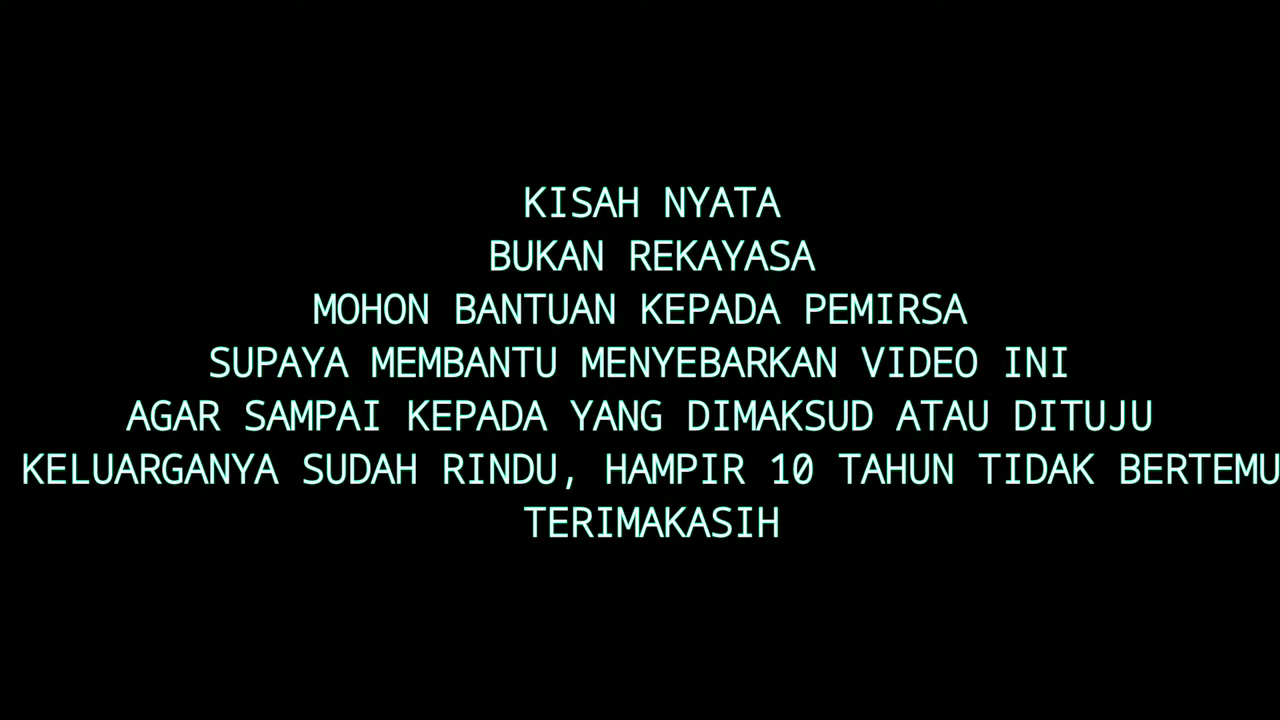 KISAH NYATA
BUKAN REKAYASA
MOHON BANTUAN KEPADA PEMIRSA
SUPAYA MEMBANTU MENYEBARKAN VIDEO INI
AGAR SAMPAI KEPADA YANG DIMAKSUD ATAU DITUJU
KELUARGANYA SUDAH RINDU, HAMPIR 10 TAHUN TIDAK BERTEMU
TERIMAKASIH